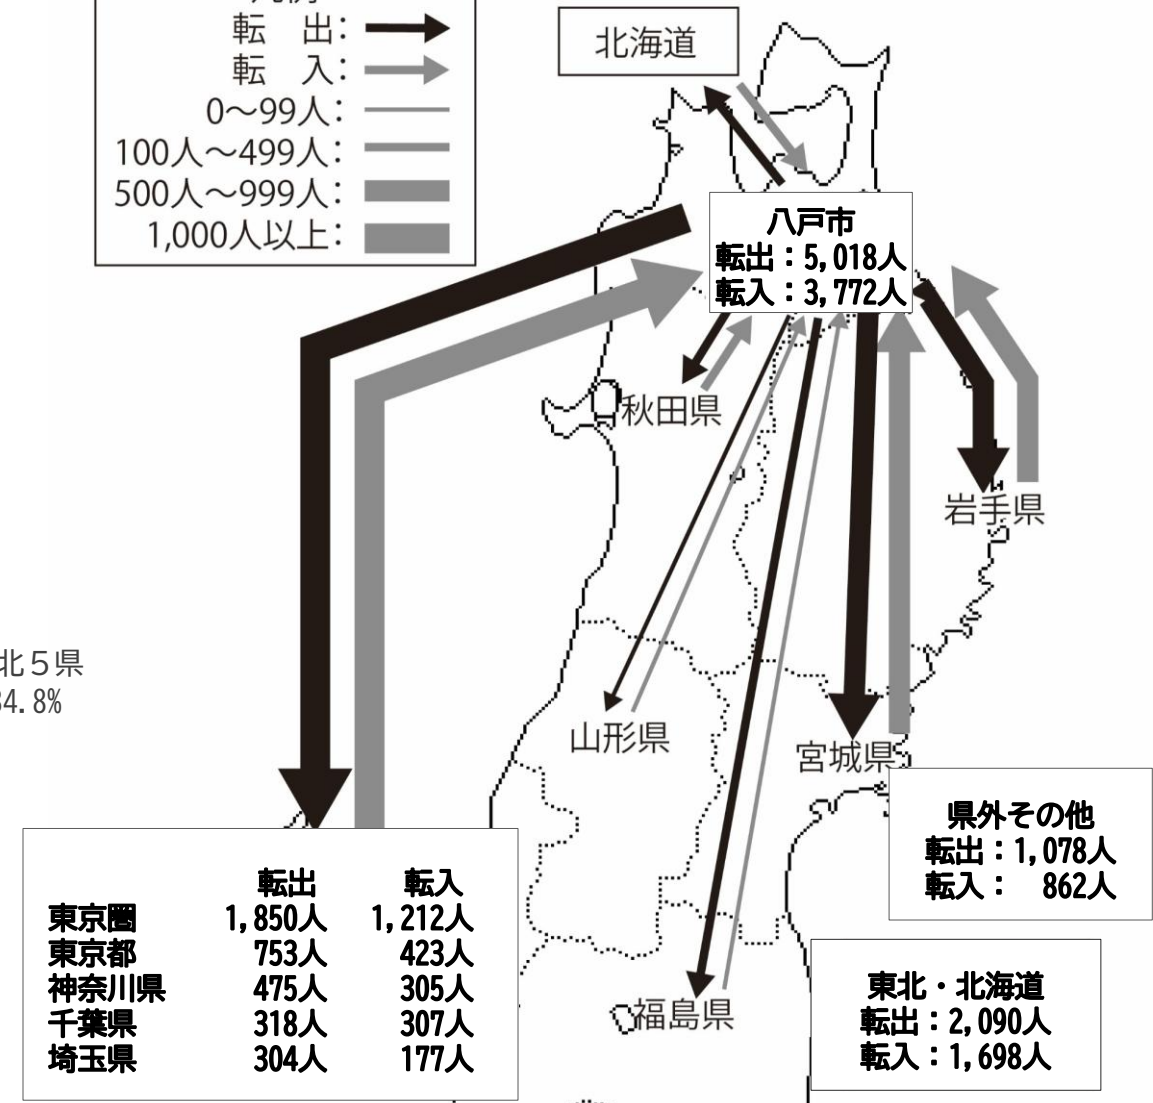 転　出：
転　入：
0～99人：
100人～499人：
500人～999人：
1,000人以上：
北海道
八戸市
転出：5,018人
転入：3,772人
秋田県
岩手県
北５県
34.8%
山形県
宮城県
県外その他
転出：1,078人
転入：　862人
転出　転入
東京圏　1,850人　1,212人
東京都　753人　423人
神奈川県　475人　305人
千葉県　318人　307人
埼玉県　304人　177人
福島県
東北・北海道
転出：2,090人
転入：1,698人